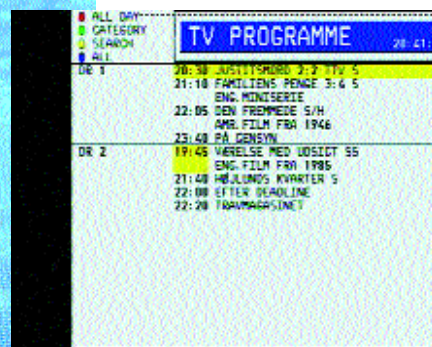 ALL DAY
CATEGORY
SEARCH
ALL
TV PROGRAMME 20:41:
DR 1 20:30 JUSTITSMORD 2:2 TTV S
21:10 FAMILIENS PENGE 3:6 S
ENG.MINISERIE
22:05 DEN FREMMEDE S/H
AMR.FILM FRA 1946
23:40 PÅ GENSYN
DR 2 19:45 VÆRELSE MED UDSIGT SS
ENG.FILM FRA 1985
21:40 HØJLUNDS KVARTER S
22:00 EFTER DEADLINE
22:20 TRAVMAGASINET